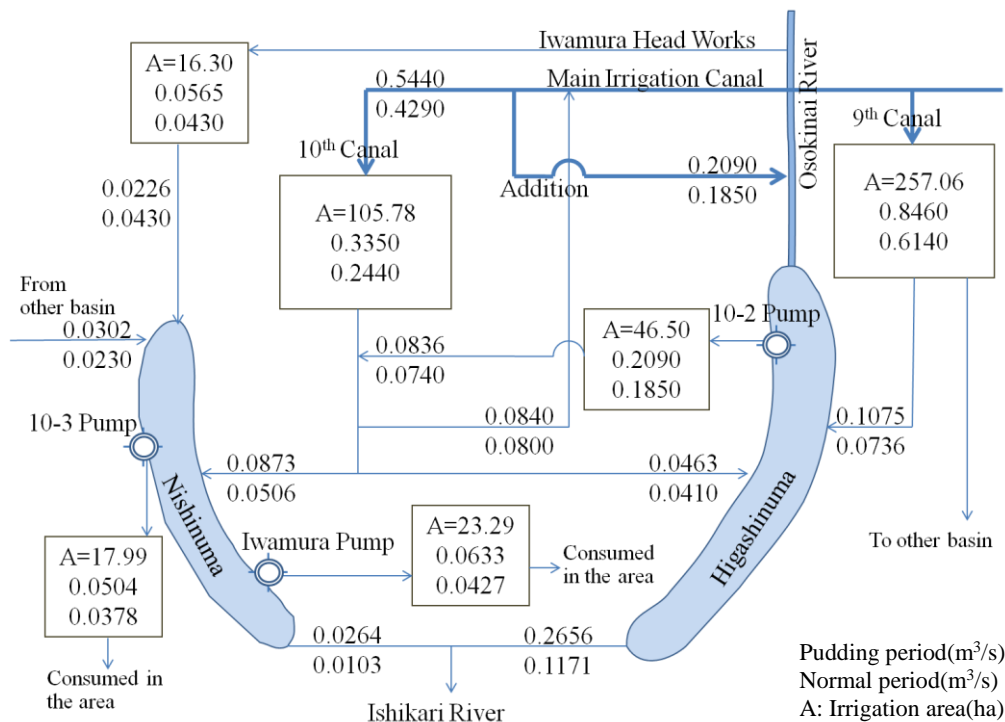 Iwamura Head Works
A=16.30
0.0565
0.0430
0.5440
0.4290
Main Irrigation Canal
Osokinai River
9th Canal
10th Canal
0.0226
0.0430
Addition
0.2090
0.1850
A=105.78
0.3350
0.2440
A=257.06
0.8460
0.6140
From
other basin
0.0302
0.0230
10-2 Pump
A=46.50
0.2090
0.1850
0.0836
0.0740
0.0840
0.0800
0.1075
0.0736
10-3 Pump
0.0873
0.0506
0.0463
0.0410
Nishinuma
Higashinuma
Iwamura Pump
A=23.29
0.0633
0.0427
Consumed
in the area
To other basin
A=17.99
0.0504
0.0378
Consumed in
the area
0.0264
0.0103
0.2656
0.1171
Ishikari River
Pudding period(m³/s)
Normal period(m³/s)
A: Irrigation area(ha)